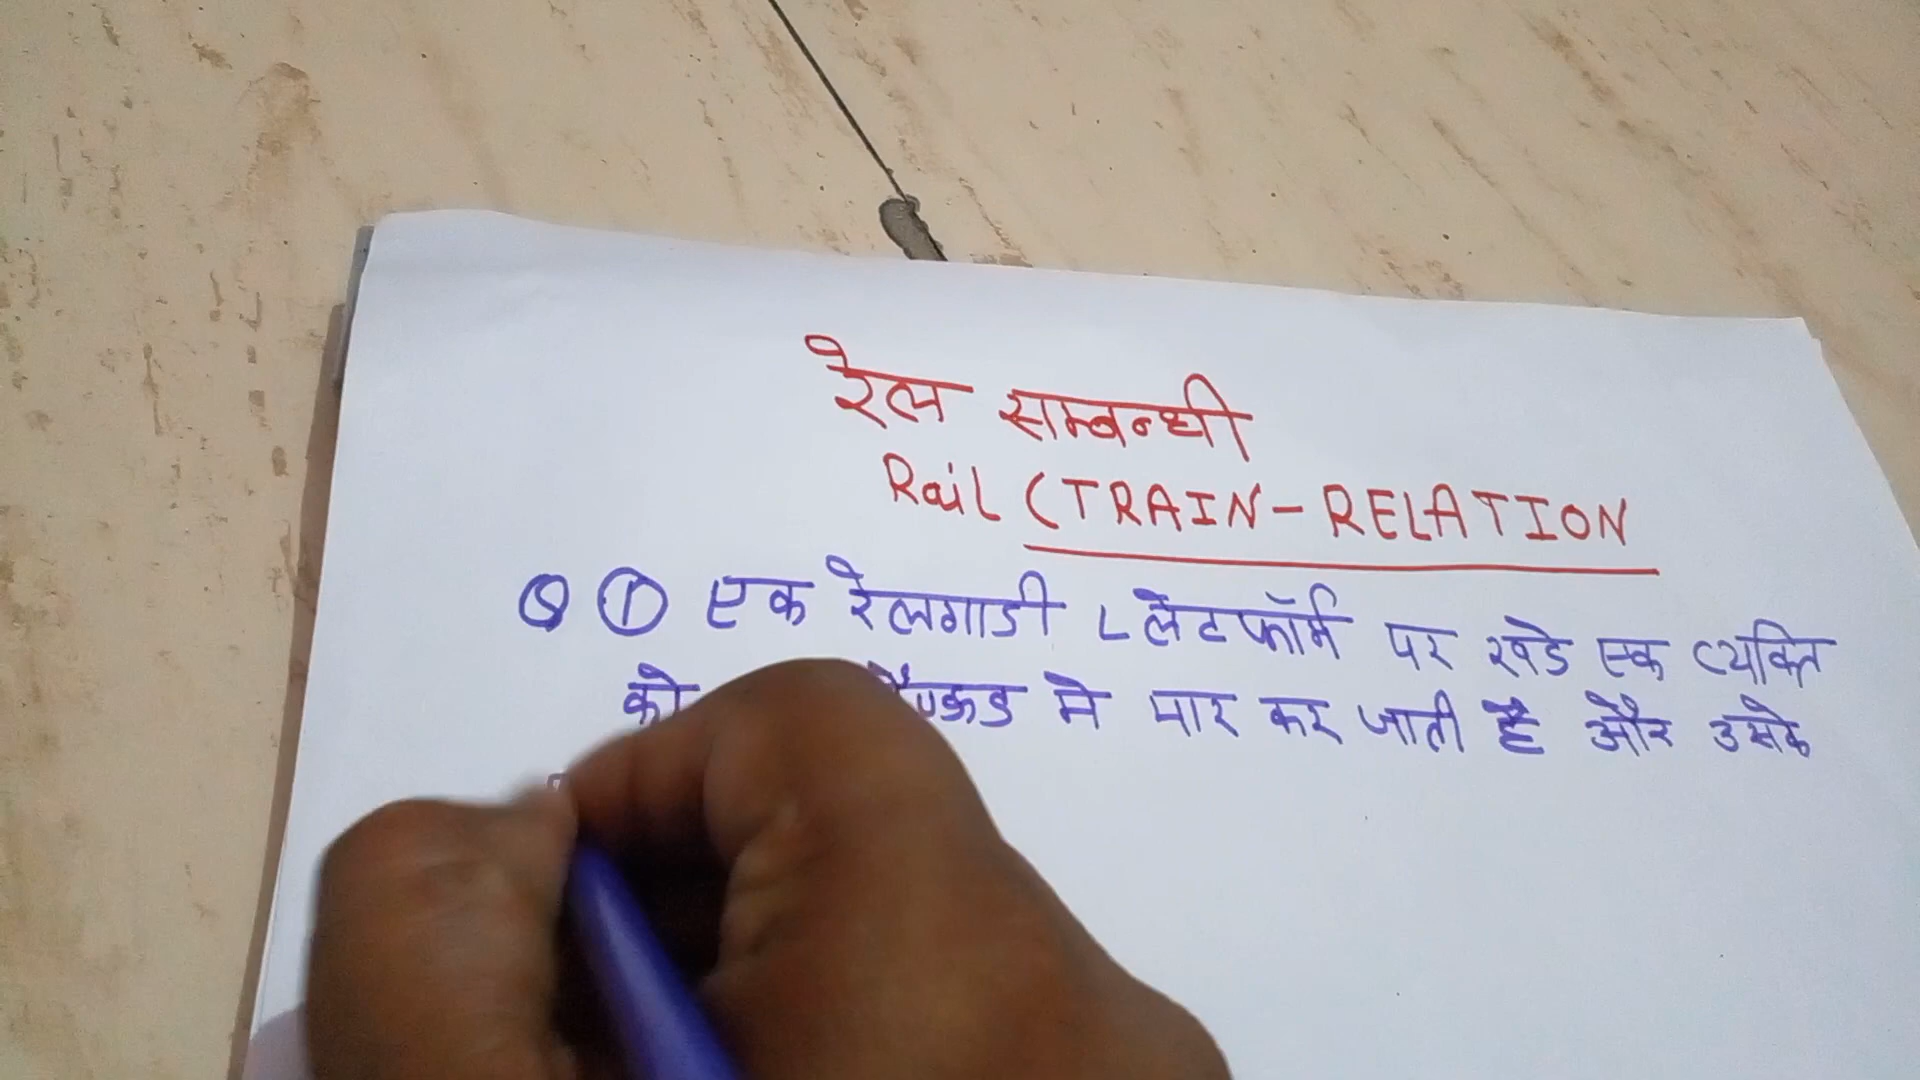 रेल सम्बन्धी
Rail (TRAIN-RELATION
Q ① एक रेलगाडी प्लेटफॉर्म पर खडे एक व्यक्ति
को में पार कर जाती है और उसके